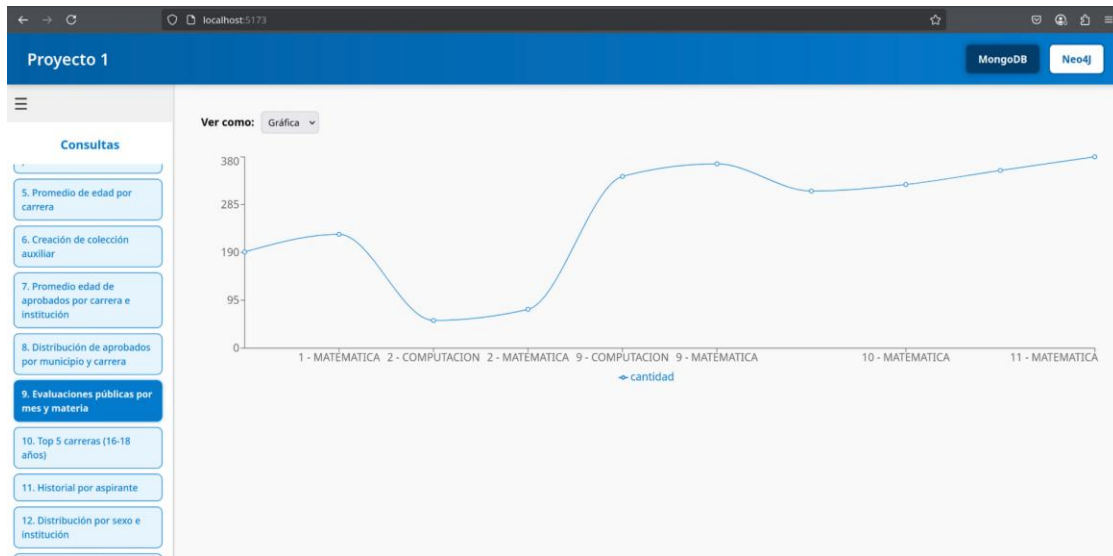 localhost:5173
Proyecto 1
MongoDB
Neo4J
Consultas
5. Promedio de edad por
carrera
6. Creación de colección
auxiliar
7. Promedio edad de
aprobados por carrera e
institución
8. Distribución de aprobados
por municipio y carrera
9. Evaluaciones públicas por
mes y materia
10. Top 5 carreras (16-18
años)
11. Historial por aspirante
12. Distribución por sexo e
institución
Ver como: Gráfica
380
285
190
95
0
1 - MATEMATICA 2 - COMPUTACION 2 - MATEMATICA 9 - COMPUTACION 9 - MATEMATICA 10 - MATEMATICA 11 - MATEMATICA
cantidad